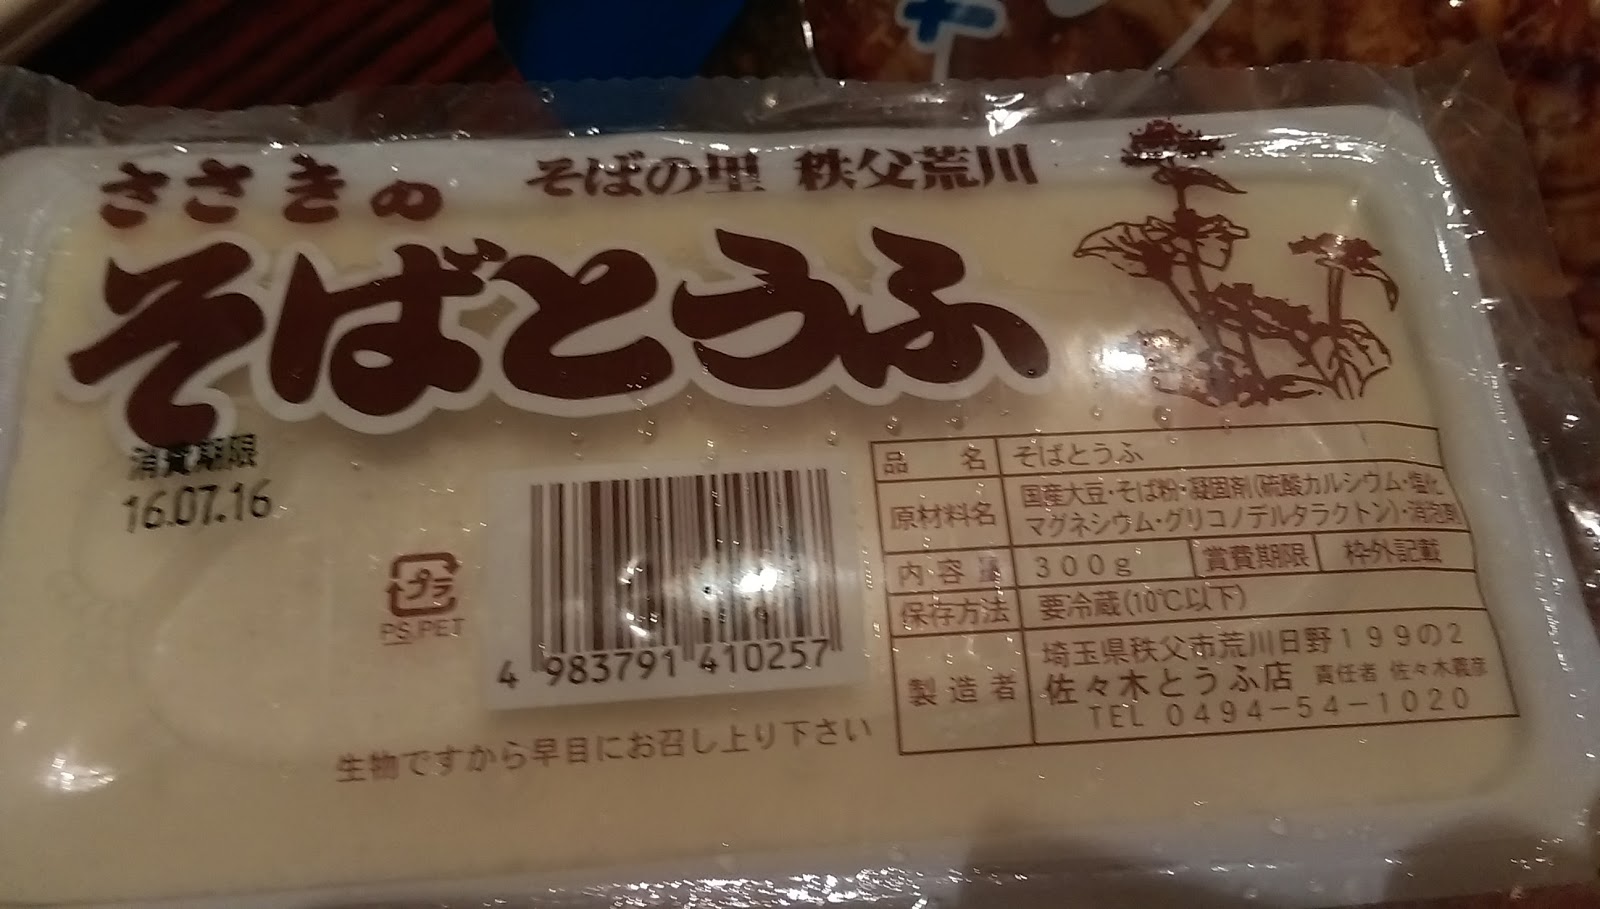 そばの里 秩父荒川
ささきの
そばとうふ
消費期限
16.07.16
プラ
PS/PET
4 983791 410257
生物ですから早目にお召し上り下さい
品名 そばとうふ
原材料名 国産大豆・そば粉・凝固剤(硫酸カルシウム・塩化
マグネシウム・グリコノデルタラクトン)・消泡剤
内容量 300g 賞費期限 枠外記載
保存方法 要冷蔵(10℃以下)
製造者 埼玉県秩父市荒川日野199の2
佐々木とうふ店 責任者 佐々木義彦
TEL 0494-54-1020